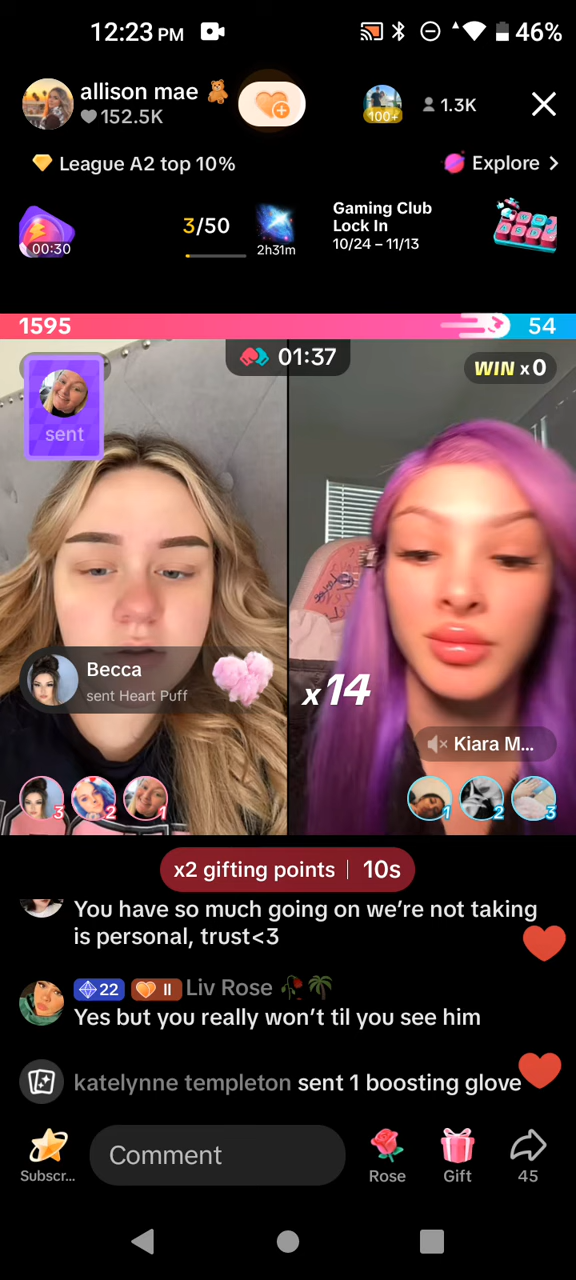 12:23 PM
46%
allison mae
152.5K
100+
1.3K
League A2 top 10%
Explore >
00:30
3/50
2h31m
Gaming Club
Lock In
10/24 – 11/13
1595
54
01:37
WIN x0
sent
Becca
sent Heart Puff
x14
Kiara M...
3
2
1
1
2
3
x2 gifting points | 10s
You have so much going on we're not taking
is personal, trust<3
22
II
Liv Rose
Yes but you really won't til you see him
katelynne templeton sent 1 boosting glove
Subscr...
Comment
Rose
Gift
45